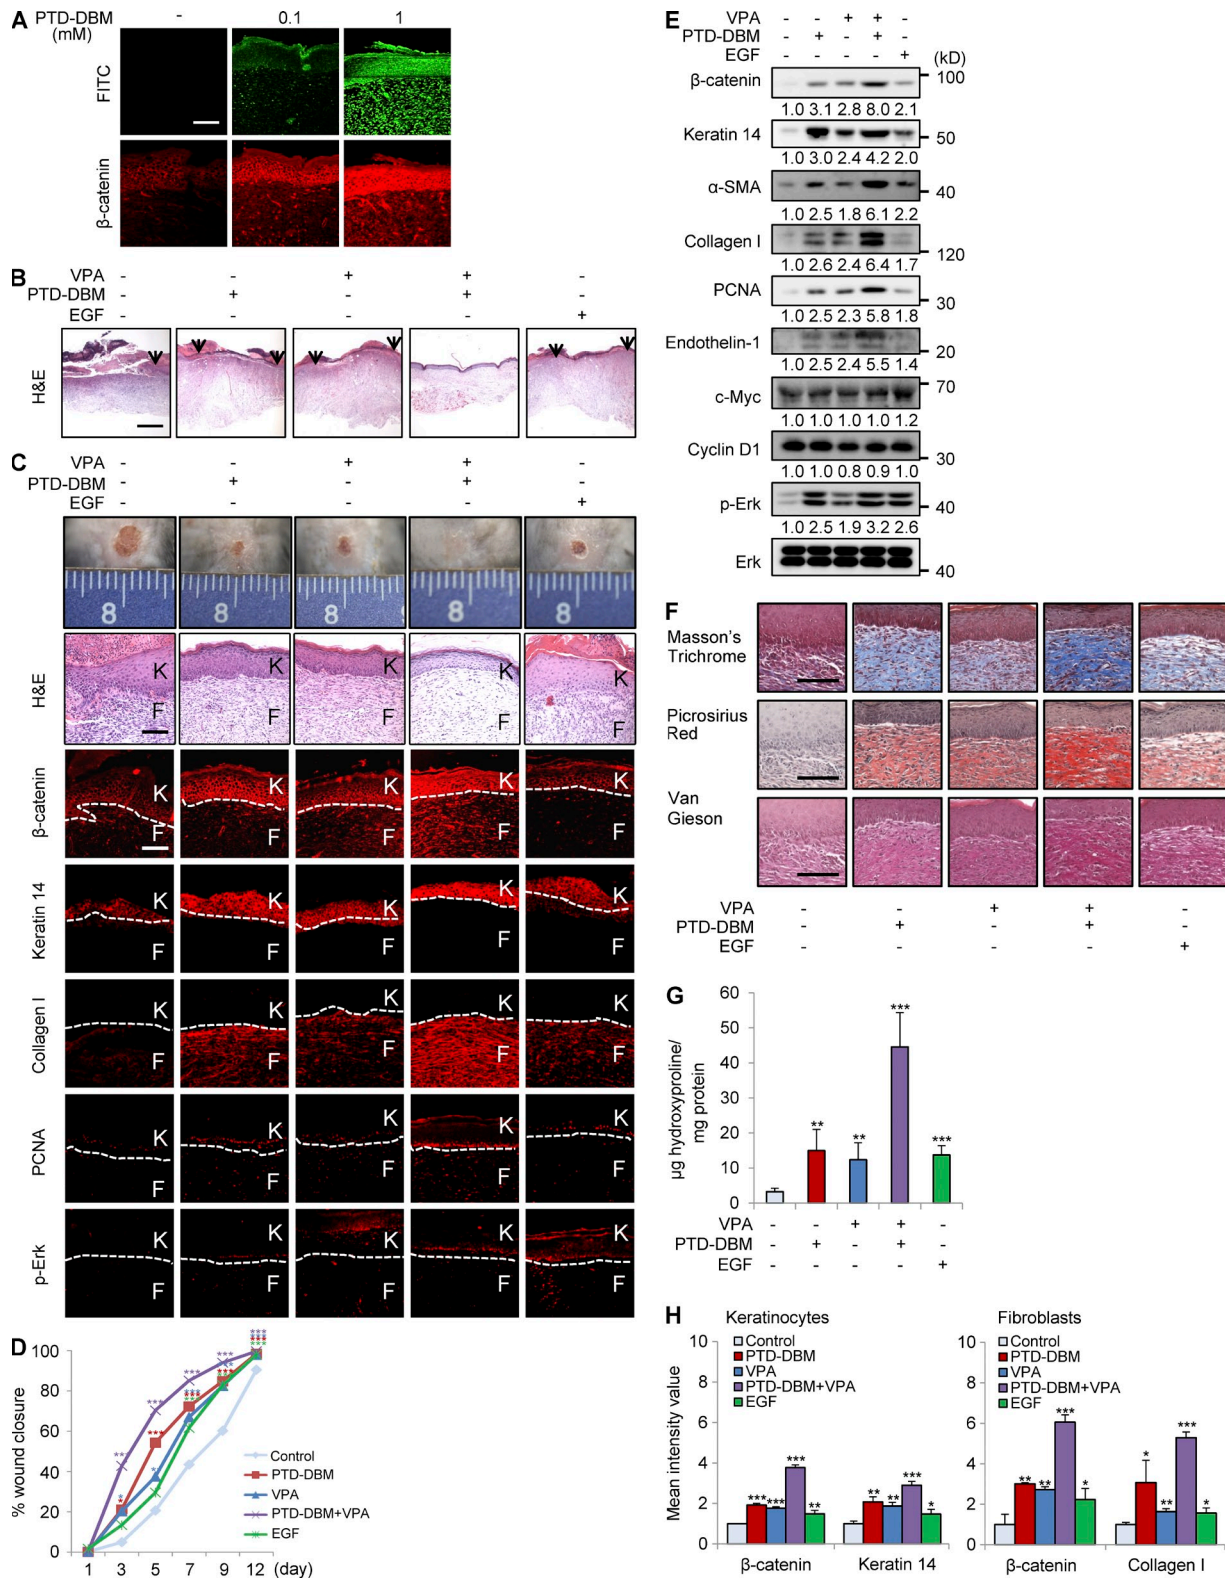 A
PTD-DBM - 0.1 1
(mM)
FITC
β-catenin
B
VPA - - + + -
PTD-DBM - + - + -
EGF - - - - +
H&E
C
VPA - - + + -
PTD-DBM - + - + -
EGF - - - - +
8 8 8 8 8
H&E
K K K K K
F F F F F
β-catenin
K K K K K
F F F F F
Keratin 14
K K K K K
F F F F F
Collagen I
K K K K K
F F F F F
PCNA
K K K K K
F F F F F
p-Erk
K K K K K
F F F F F
D
% wound closure
100
80
60
40
20
0
1 3 5 7 9 12 (day)
* *
*** *** **
*** *** *** ***
*** *** *** ***
*** *** *** ***
Control
PTD-DBM
VPA
PTD-DBM+VPA
EGF
E
VPA - - + + -
PTD-DBM - + - + -
EGF - - - - + (kD)
β-catenin 100
1.0 3.1 2.8 8.0 2.1
Keratin 14 50
1.0 3.0 2.4 4.2 2.0
α-SMA 40
1.0 2.5 1.8 6.1 2.2
Collagen I 120
1.0 2.6 2.4 6.4 1.7
PCNA 30
1.0 2.5 2.3 5.8 1.8
Endothelin-1 20
1.0 2.5 2.4 5.5 1.4
c-Myc 70
1.0 1.0 1.0 1.0 1.2
Cyclin D1 30
1.0 1.0 0.8 0.9 1.0
p-Erk 40
1.0 2.5 1.9 3.2 2.6
Erk 40
F
Masson's
Trichrome
Picrosirius
Red
Van
Gieson
VPA - - + + -
PTD-DBM - + - + -
EGF - - - - +
G
µg hydroxyproline/
mg protein
60
50
40
30
20
10
0
** ** *** ***
VPA - - + + -
PTD-DBM - + - + -
EGF - - - - +
H
Keratinocytes
Mean intensity value
10
8
6
4
2
0
Control
PTD-DBM
VPA
PTD-DBM+VPA
EGF
*** *** *** **
** ** *** *
β-catenin Keratin 14
Fibroblasts
10
8
6
4
2
0
Control
PTD-DBM
VPA
PTD-DBM+VPA
EGF
** ** *** *
* ** *** *
β-catenin Collagen I